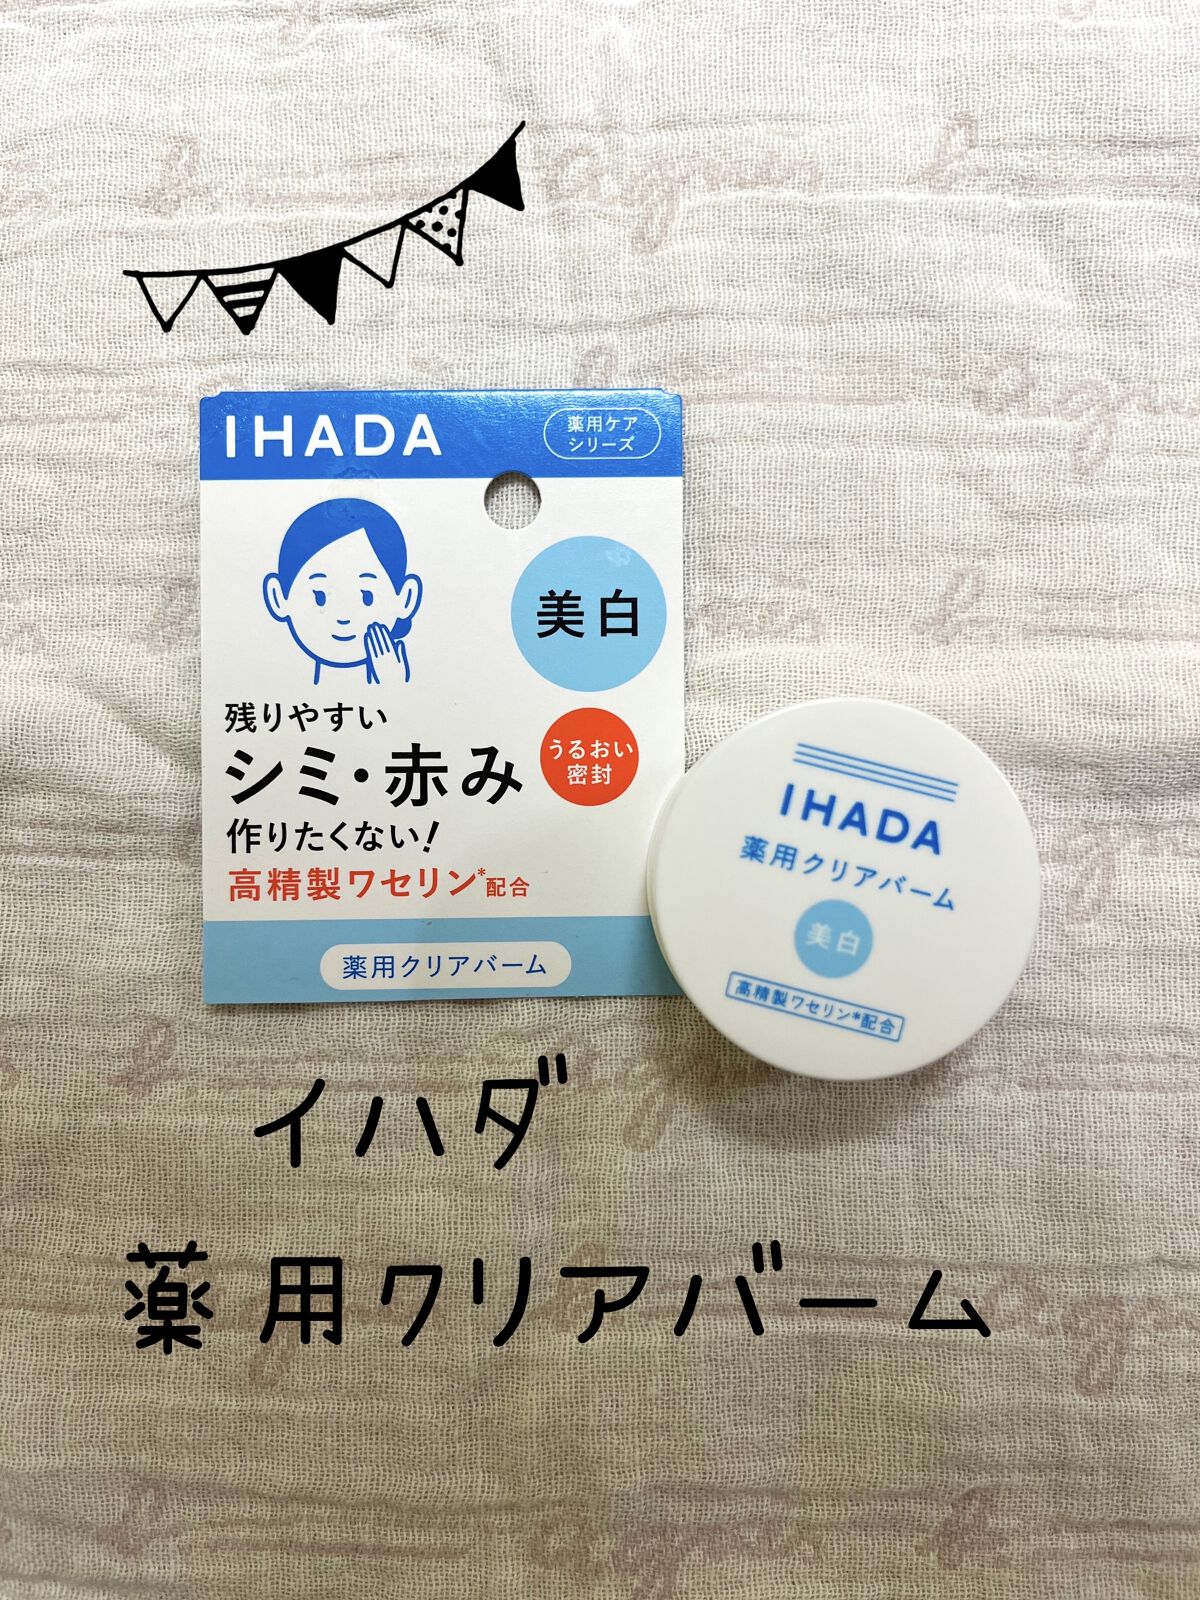 IHADA
薬用ケア
シリーズ
美白
残りやすい
シミ・赤み
作りたくない!
うるおい
密封
高精製ワセリン*配合
薬用クリアバーム
IHADA
薬用クリアバーム
美白
高精製ワセリン*配合
イハダ
薬用クリアバーム